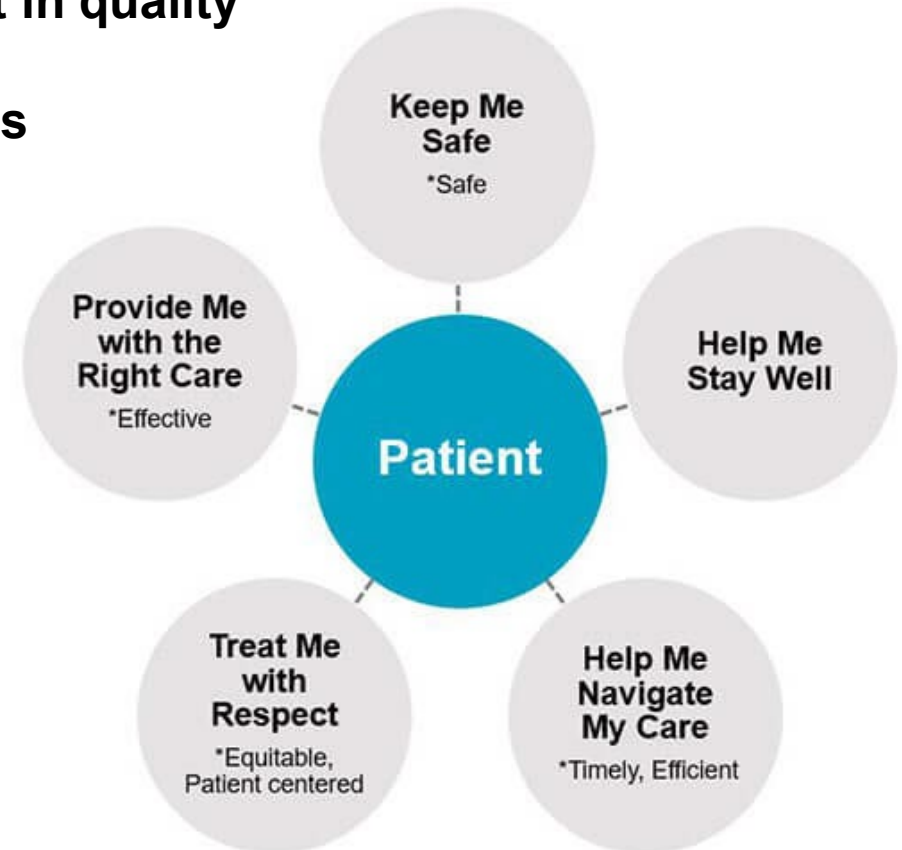 t in quality
s
Keep Me
Safe
*Safe
Help Me
Stay Well
Help Me
Navigate
My Care
*Timely, Efficient
Treat Me
with
Respect
*Equitable,
Patient centered
Provide Me
with the
Right Care
*Effective
Patient